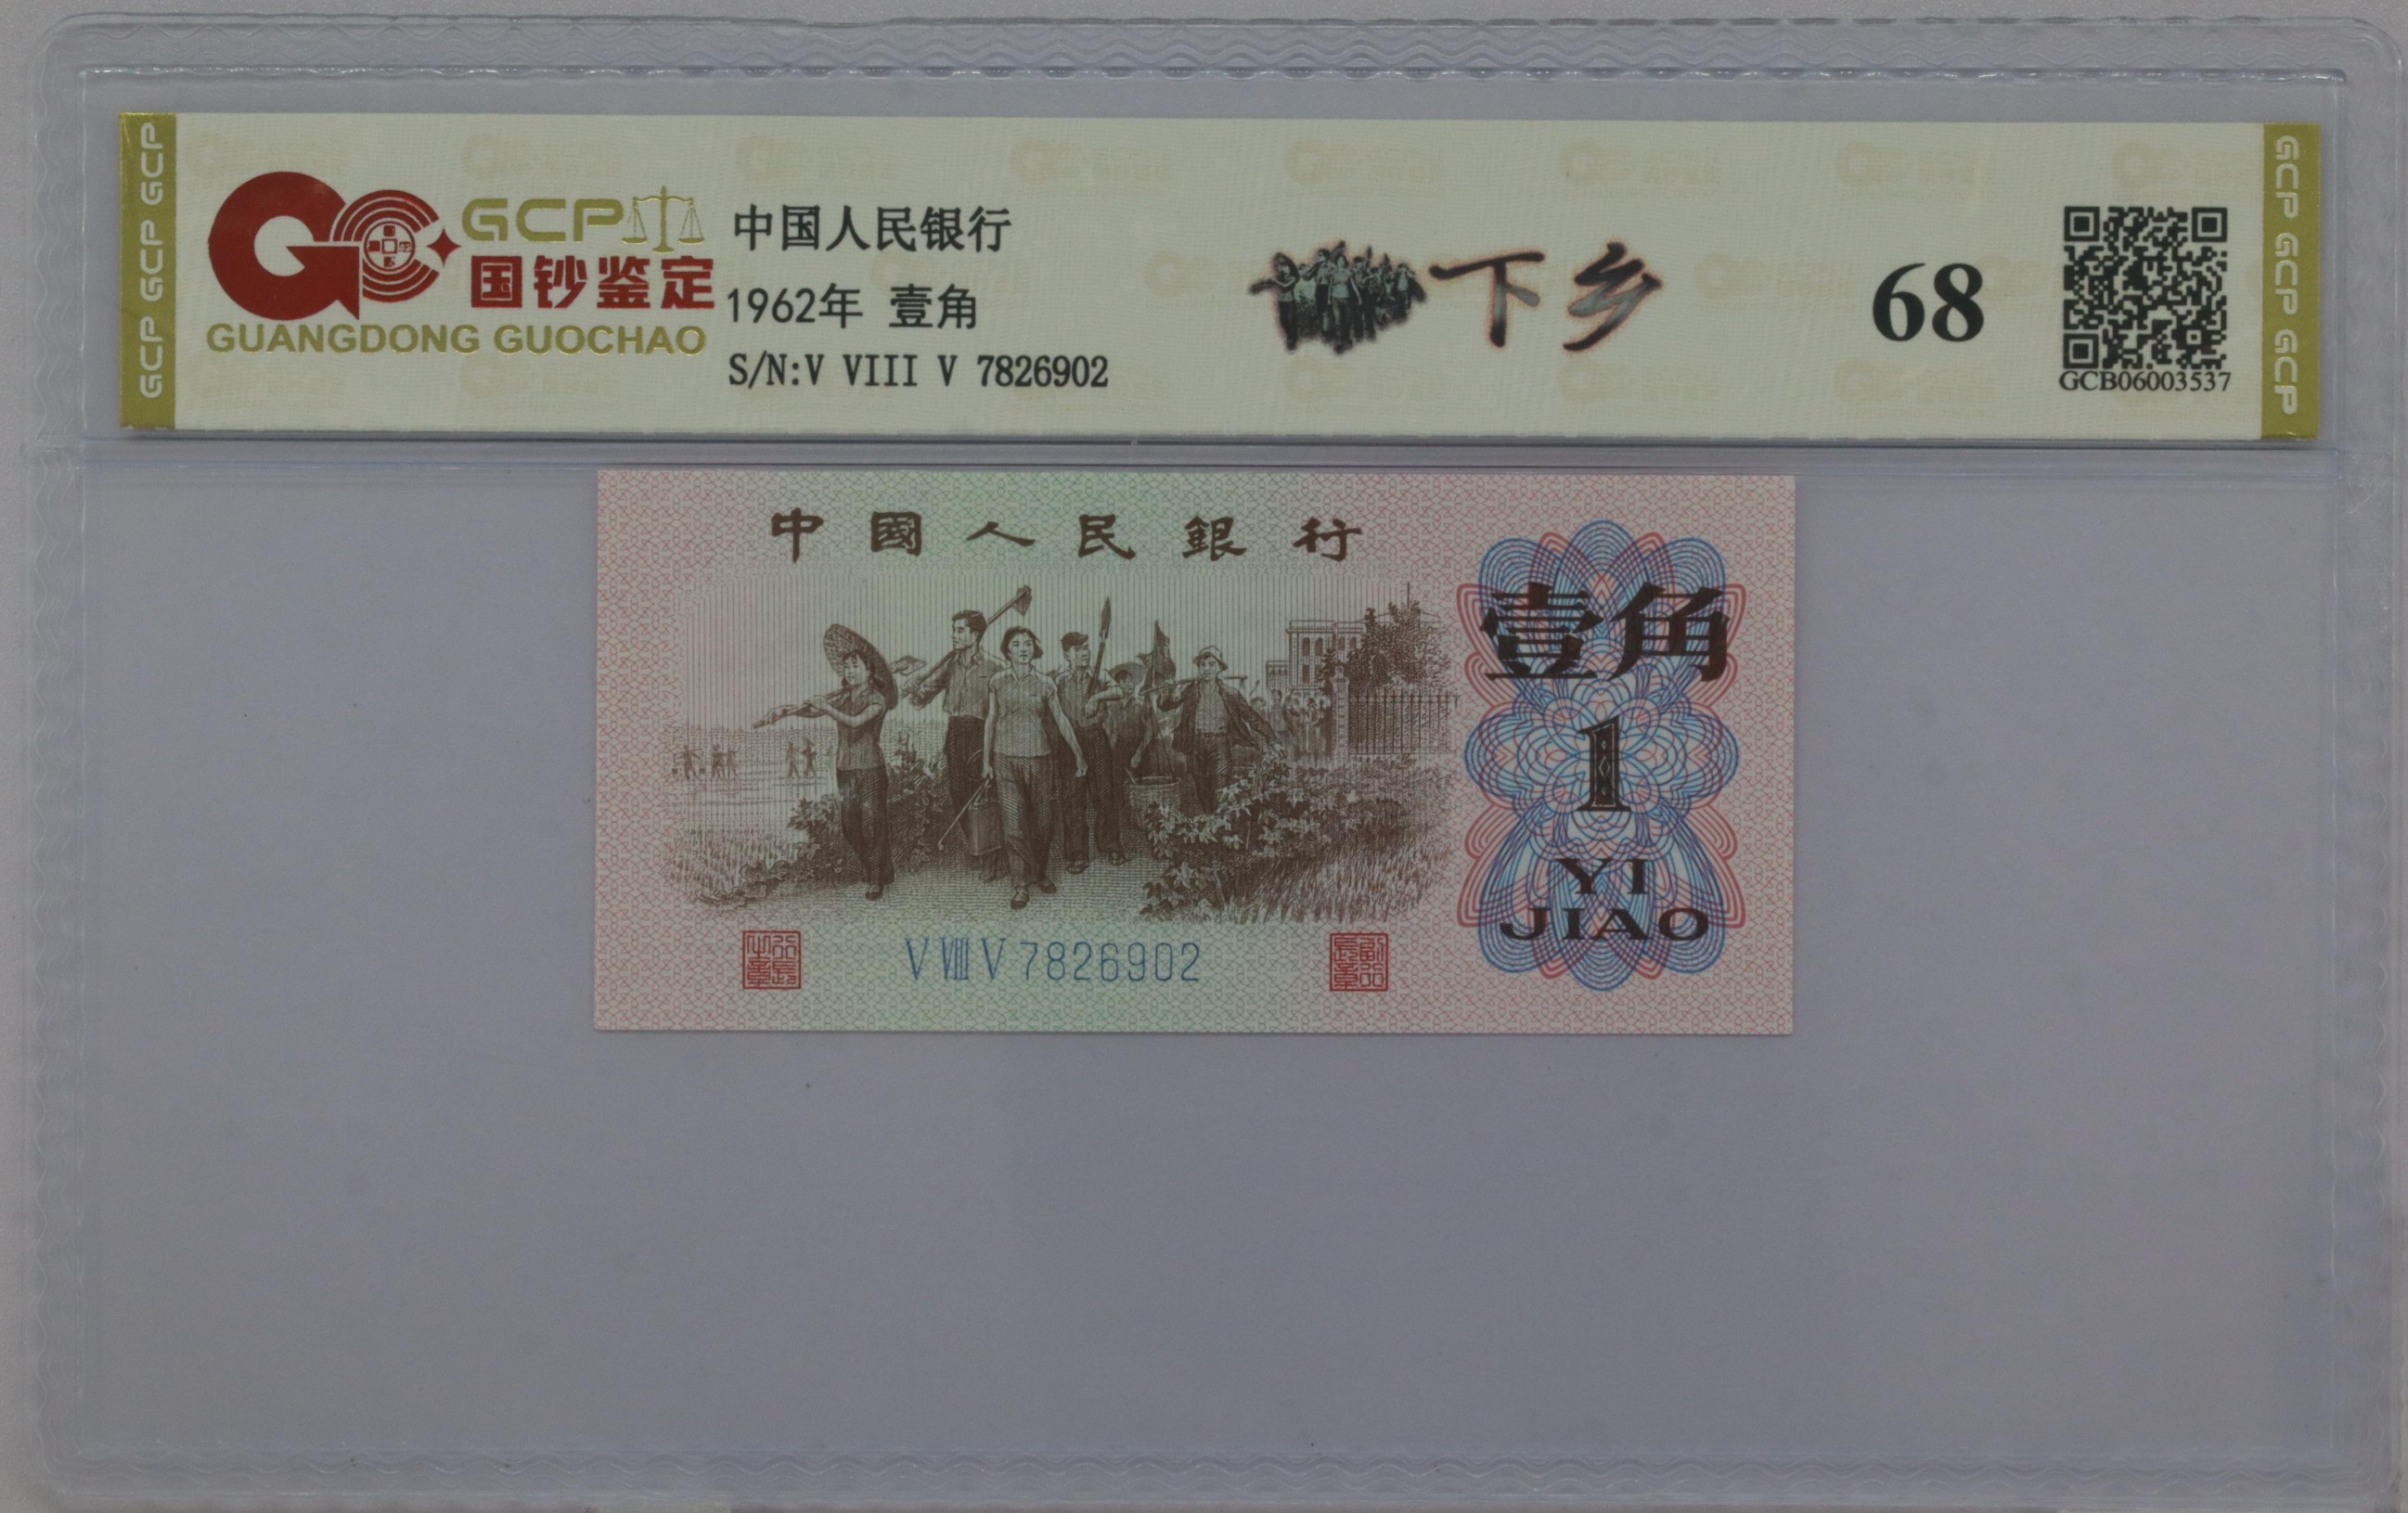 GCP GCP GCP
GCP
国钞鉴定
GUANGDONG GUOCHAO
中国人民银行
1962年 壹角
S/N:V VIII V 7826902
下乡
68
GCB06003537
GCP GCP GCP
中國人民銀行
壹角
1
YI
JIAO
V VIII V 7826902